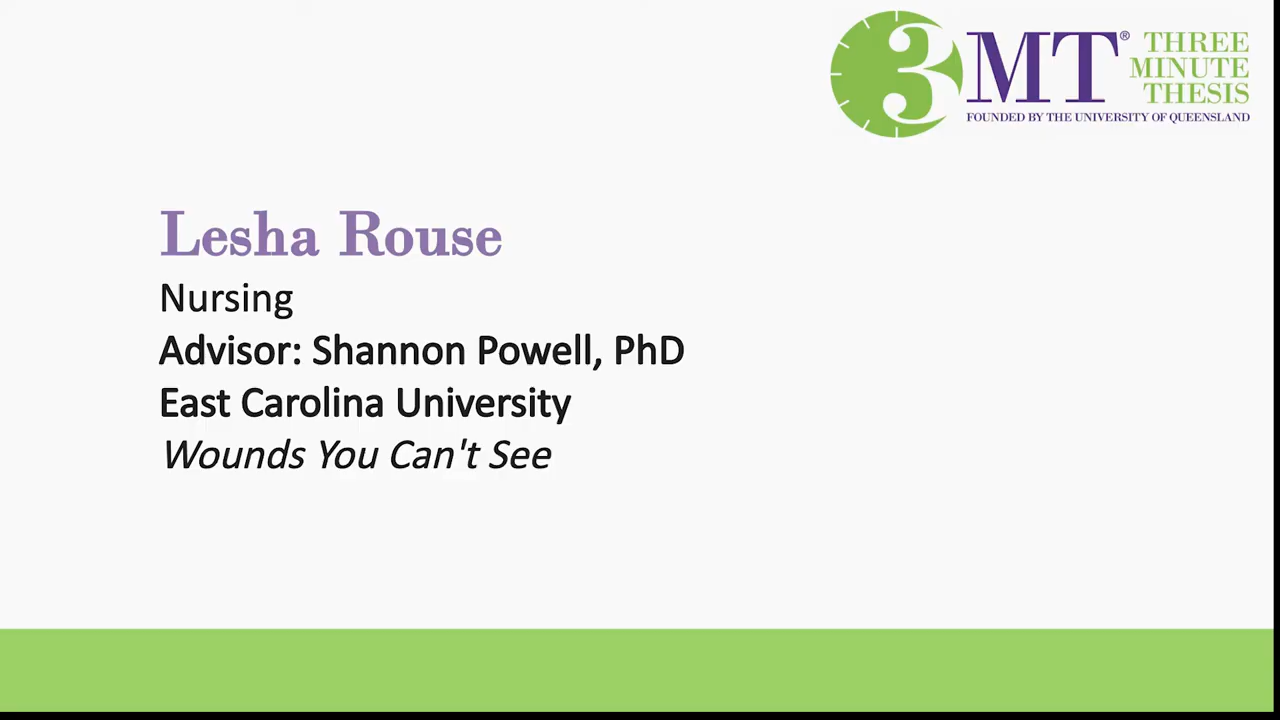 3MT® THREE
MINUTE
THESIS
FOUNDED BY THE UNIVERSITY OF QUEENSLAND
Lesha Rouse
Nursing
Advisor: Shannon Powell, PhD
East Carolina University
Wounds You Can't See